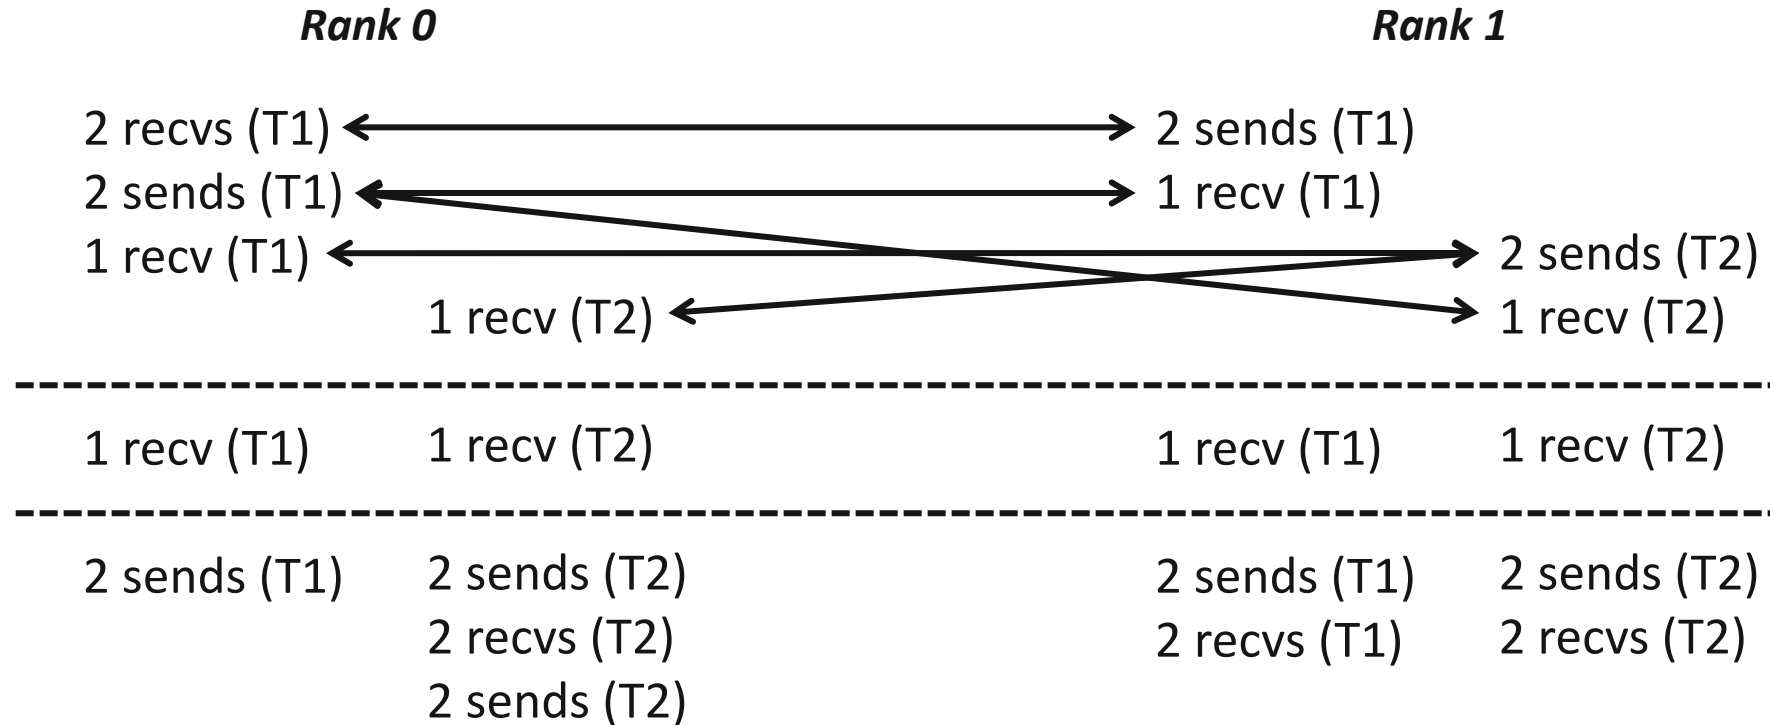 Rank 0 Rank 1
2 recvs (T1) 2 sends (T1)
2 sends (T1) 1 recv (T1)
1 recv (T1) 2 sends (T2)
1 recv (T2) 1 recv (T2)
1 recv (T1) 1 recv (T2) 1 recv (T1) 1 recv (T2)
2 sends (T1) 2 sends (T2) 2 sends (T1) 2 sends (T2)
2 recvs (T2) 2 recvs (T1) 2 recvs (T2)
2 sends (T2)